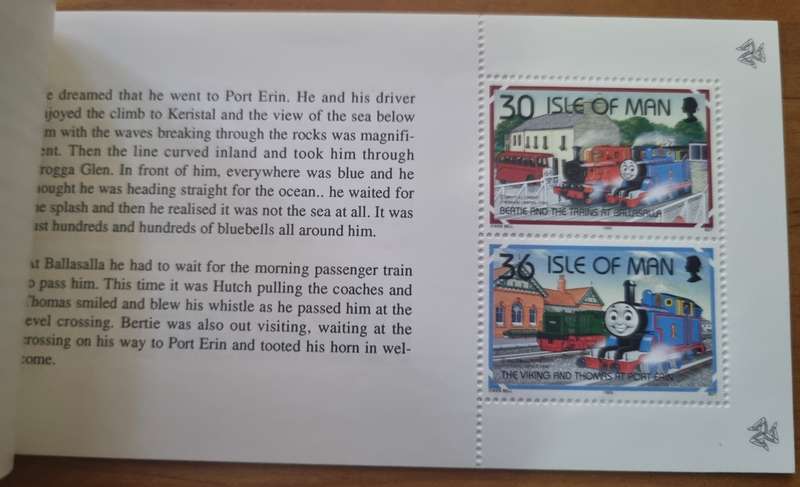 e dreamed that he went to Port Erin. He and his driver
njoyed the climb to Keristal and the view of the sea below
m with the waves breaking through the rocks was magnifi-
ent. Then the line curved inland and took him through
rogga Glen. In front of him, everywhere was blue and he
hought he was heading straight for the ocean.. he waited for
he splash and then he realised it was not the sea at all. It was
ust hundreds and hundreds of bluebells all around him.
At Ballasalla he had to wait for the morning passenger train
o pass him. This time it was Hutch pulling the coaches and
Thomas smiled and blew his whistle as he passed him at the
evel crossing. Bertie was also out visiting, waiting at the
rossing on his way to Port Erin and tooted his horn in wel-
come.
30 ISLE OF MAN
BERTIE AND THE TRAINS AT BALLASALLA
36 ISLE OF MAN
THE VIKING AND THOMAS AT PORT ERIN